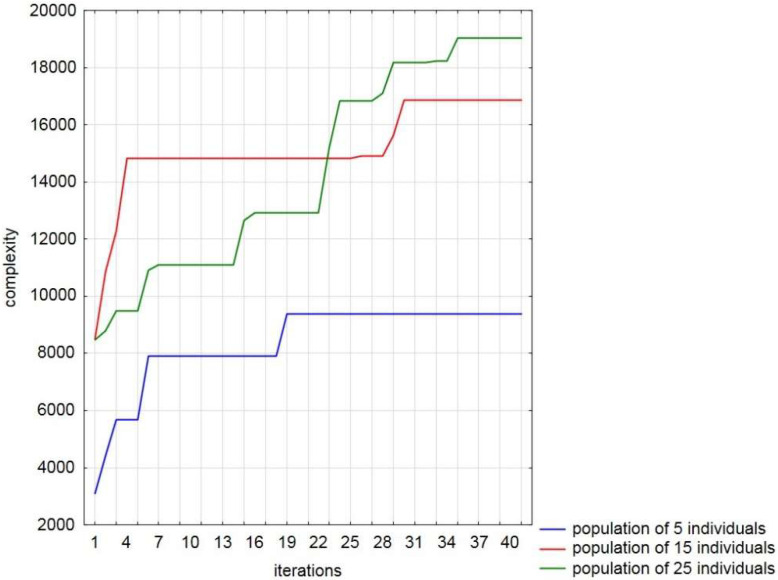 20000
18000
16000
14000
12000
10000
8000
6000
4000
2000
complexity
1 4 7 10 13 16 19 22 25 28 31 34 37 40
iterations
population of 5 individuals
population of 15 individuals
population of 25 individuals